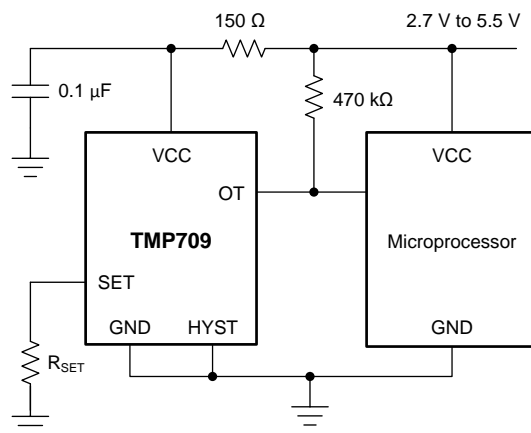 150 Ω
2.7 V to 5.5 V
0.1 µF
470 kΩ
VCC
VCC
OT
TMP709
Microprocessor
SET
GND
HYST
GND
RSET